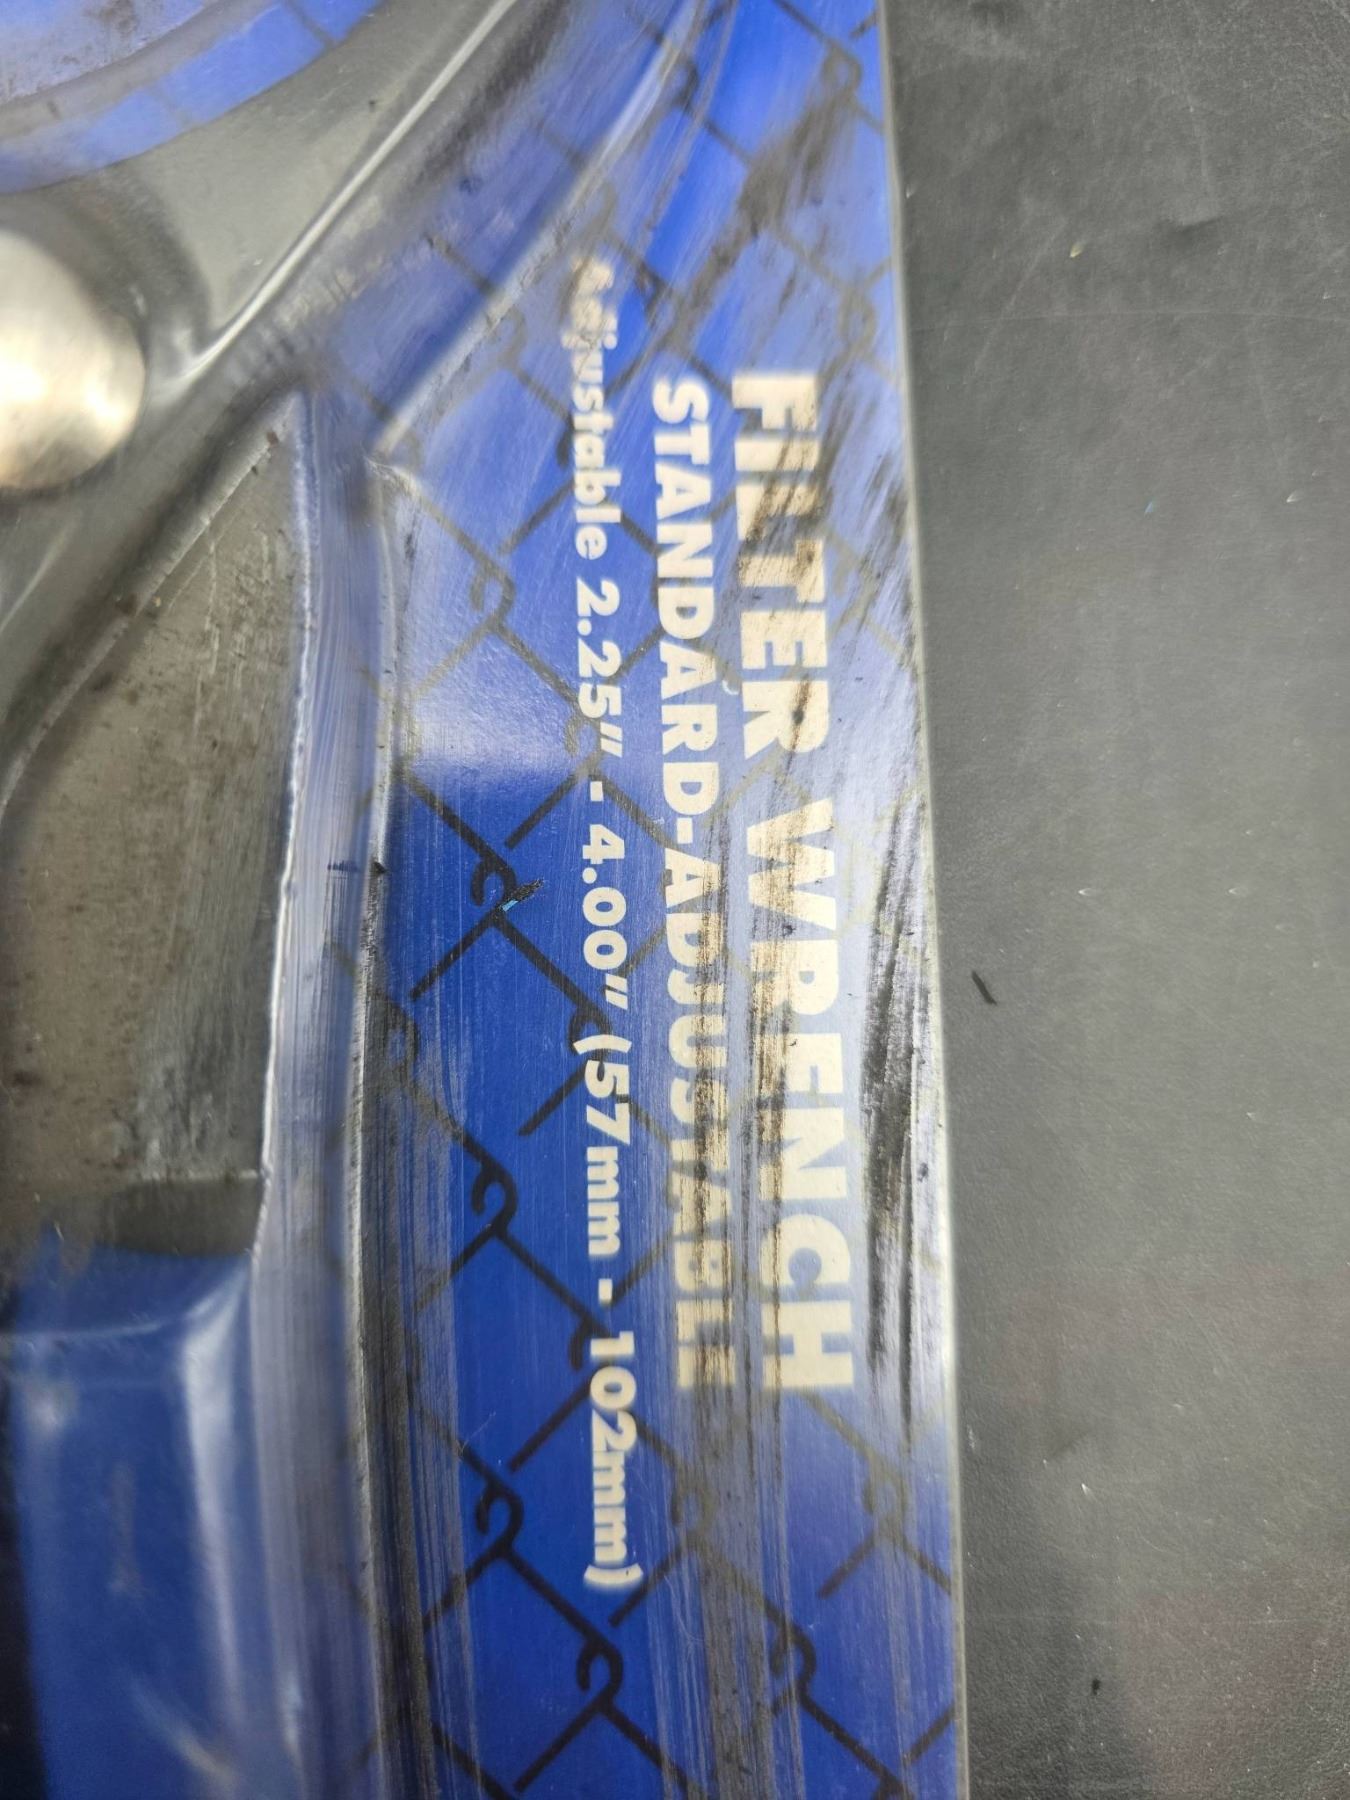 FILTER WRENCH
STANDARD-ADJUSTABLE
Adjustable 2.25" - 4.00" (57mm - 102mm)